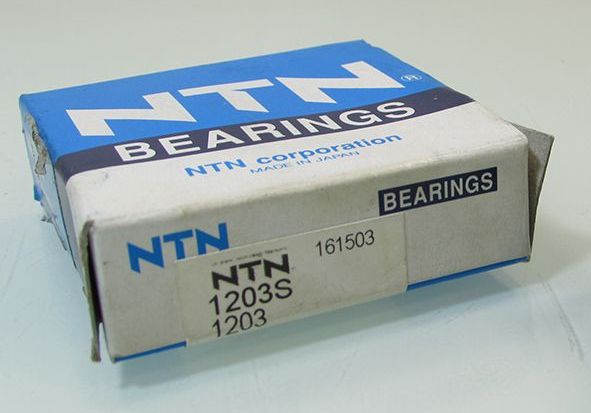 NTN®
BEARINGS
NTN corporation
MADE IN JAPAN
BEARINGS
NTN
NTN
161503
1203S
1203